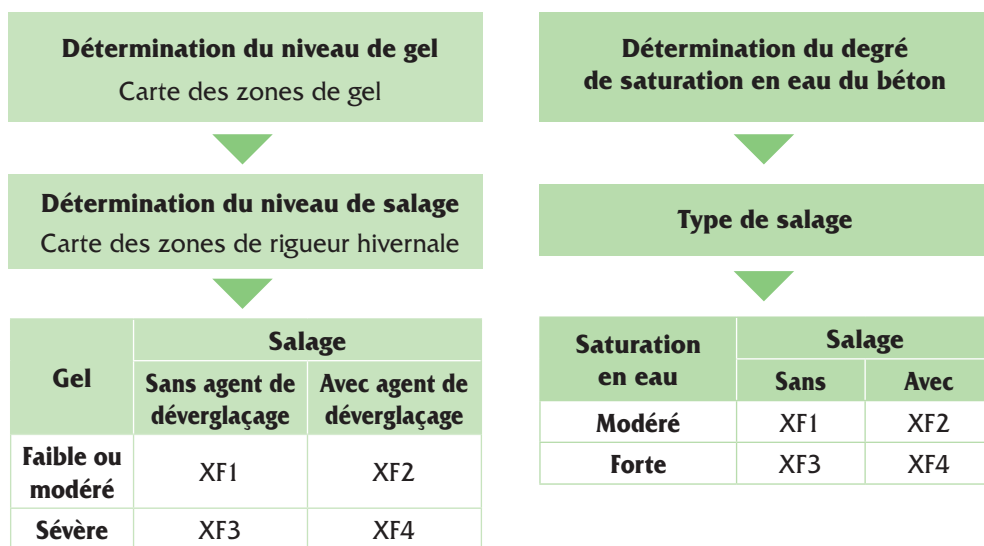 Détermination du niveau de gel
Carte des zones de gel
Détermination du niveau de salage
Carte des zones de rigueur hivernale
Gel
Salage
Sans agent de
déverglaçage
Avec agent de
déverglaçage
Faible ou
modéré
XF1
XF2
Sévère
XF3
XF4
Détermination du degré
de saturation en eau du béton
Type de salage
Saturation
en eau
Salage
Sans
Avec
Modéré
XF1
XF2
Forte
XF3
XF4